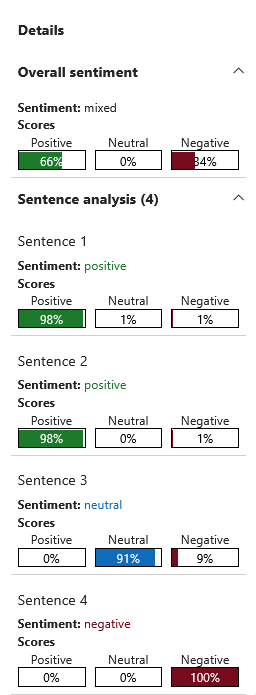 Details
Overall sentiment
Sentiment: mixed
Scores
Positive Neutral Negative
66% 0% 34%
Sentence analysis (4)
Sentence 1
Sentiment: positive
Scores
Positive Neutral Negative
98% 1% 1%
Sentence 2
Sentiment: positive
Scores
Positive Neutral Negative
98% 0% 1%
Sentence 3
Sentiment: neutral
Scores
Positive Neutral Negative
0% 91% 9%
Sentence 4
Sentiment: negative
Scores
Positive Neutral Negative
0% 0% 100%